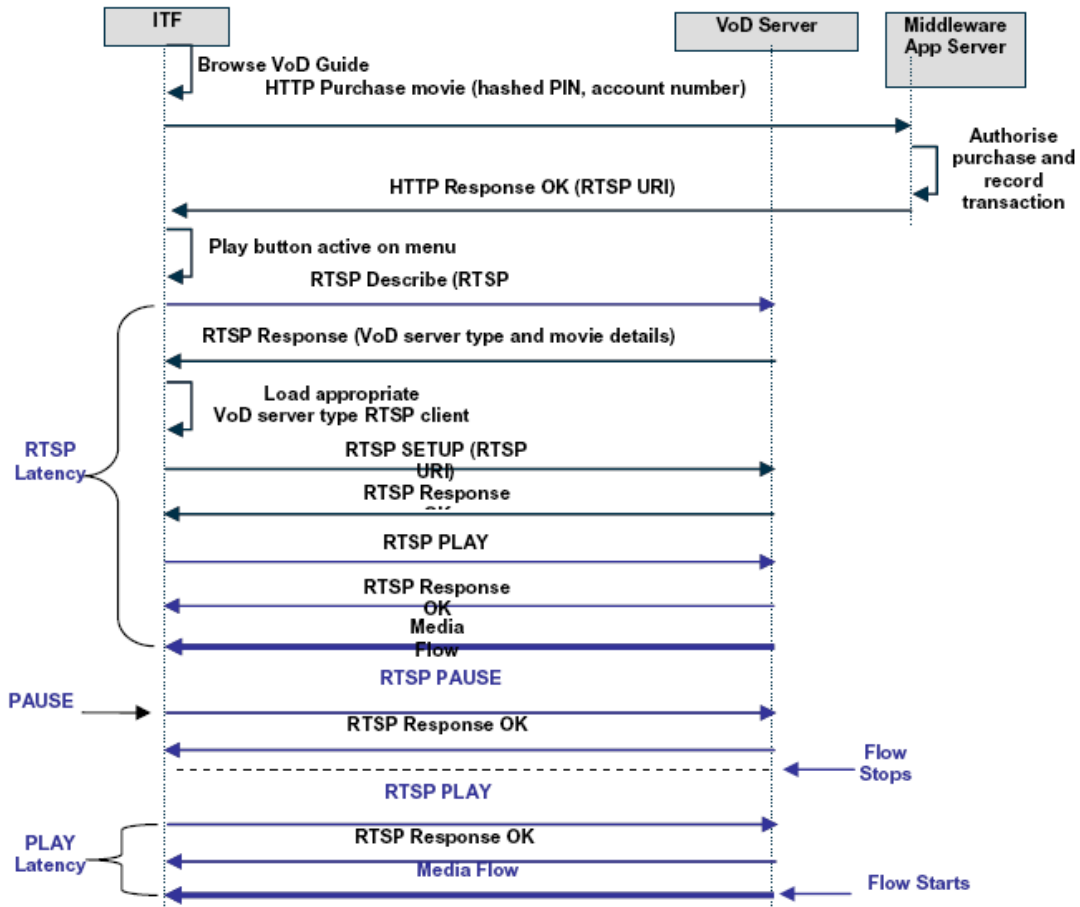 ITF
VoD Server
Middleware
App Server
Browse VoD Guide
HTTP Purchase movie (hashed PIN, account number)
Authorise
purchase and
record
transaction
HTTP Response OK (RTSP URI)
Play button active on menu
RTSP Describe (RTSP
RTSP Response (VoD server type and movie details)
Load appropriate
VoD server type RTSP client
RTSP
Latency
RTSP SETUP (RTSP
URI)
RTSP Response
RTSP PLAY
RTSP Response
OK
Media
Flow
RTSP PAUSE
PAUSE
RTSP Response OK
Flow
Stops
RTSP PLAY
PLAY
Latency
RTSP Response OK
Media Flow
Flow Starts